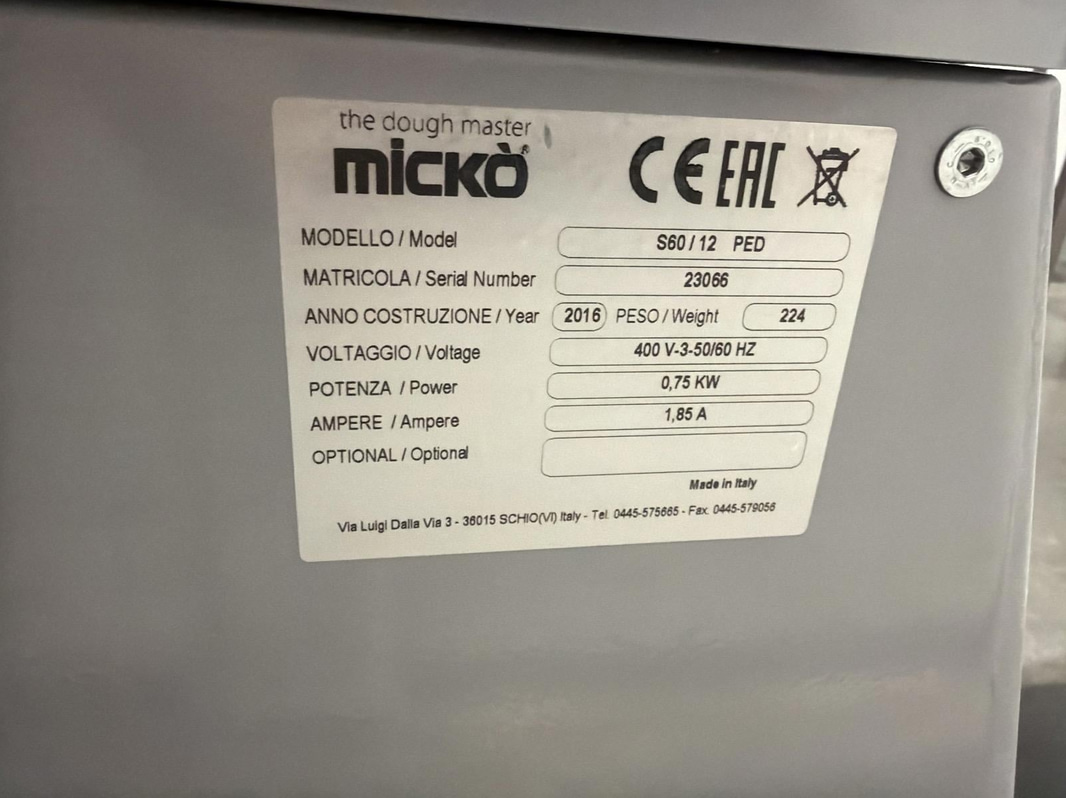 the dough master
mickò®
CE EAC
MODELLO / Model S60 / 12 PED
MATRICOLA / Serial Number 23066
ANNO COSTRUZIONE / Year 2016 PESO / Weight 224
VOLTAGGIO / Voltage 400 V-3-50/60 HZ
POTENZA / Power 0,75 KW
AMPERE / Ampere 1,85 A
OPTIONAL / Optional
Made in Italy
Via Luigi Dalla Via 3 - 36015 SCHIO(VI) Italy - Tel. 0445-575665 - Fax. 0445-579056